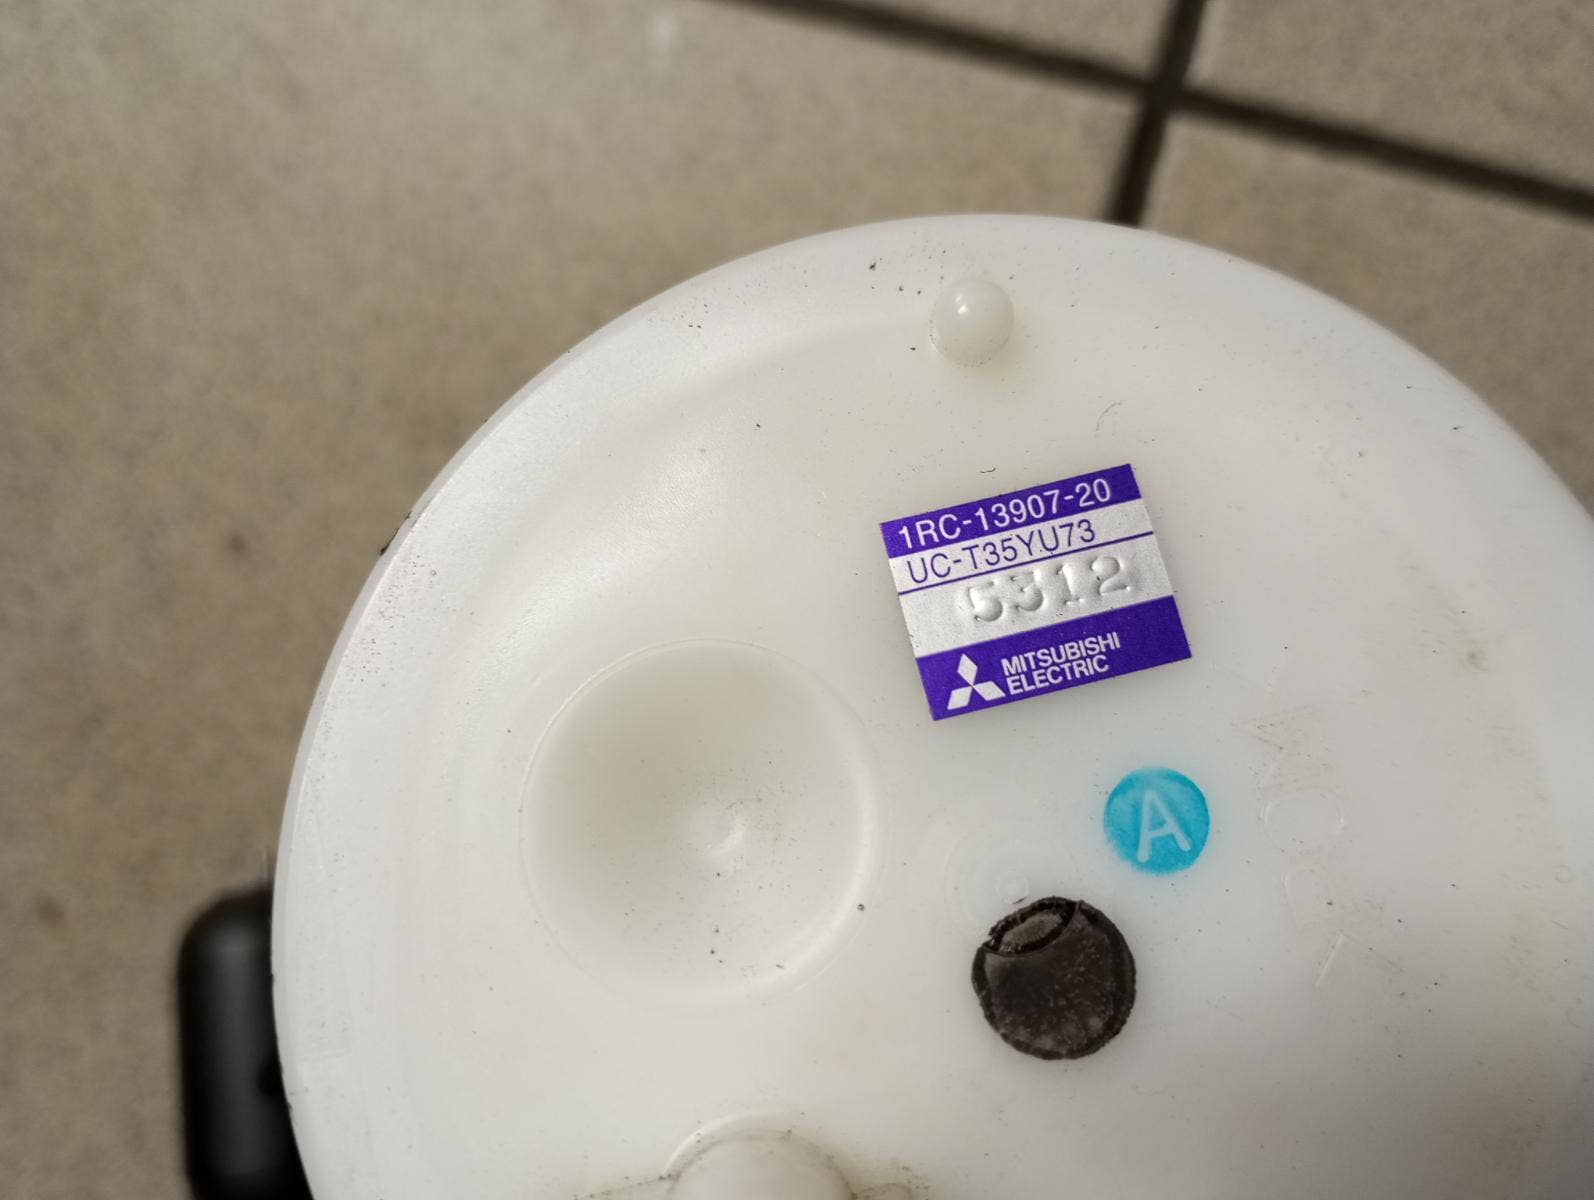 1RC-13907-20
UC-T35YU73
5312
MITSUBISHI
ELECTRIC
A